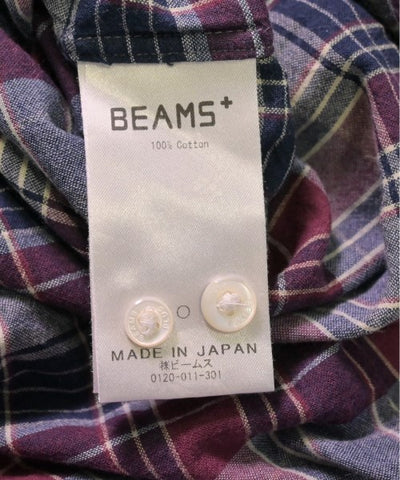 BEAMS+
100% Cotton
MADE IN JAPAN
㈱ビームス
0120-011-301